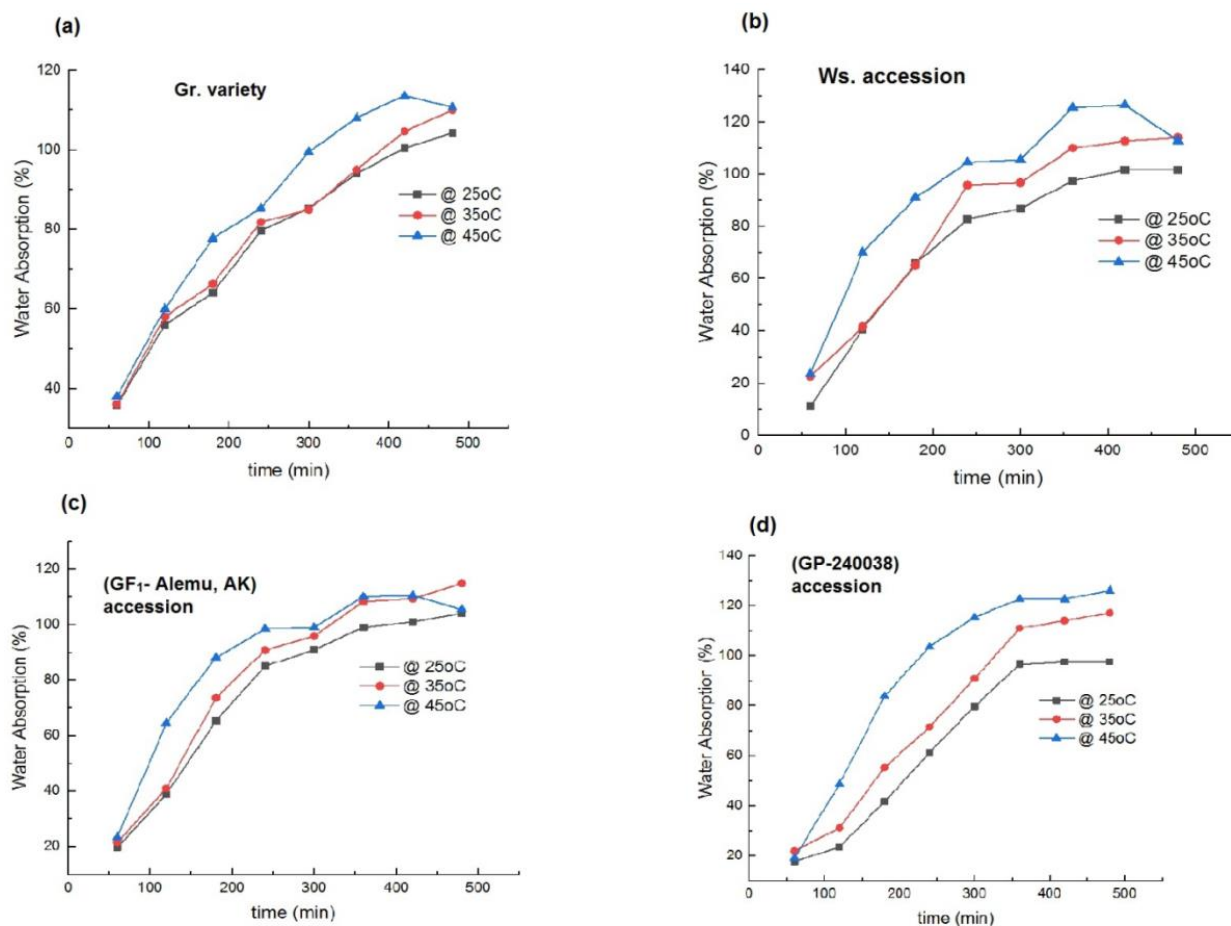 (a)
Gr. variety
120
100
80
60
40
Water Absorption (%)
@ 25oC
@ 35oC
@ 45oC
0 100 200 300 400 500
time (min)
(b)
Ws. accession
140
120
100
80
60
40
20
0
Water Absorption (%)
@ 25oC
@ 35oC
@ 45oC
0 100 200 300 400 500
time (min)
(c)
(GF₁- Alemu, AK)
accession
120
100
80
60
40
20
Water Absorption (%)
@ 25oC
@ 35oC
@ 45oC
0 100 200 300 400 500
time (min)
(d)
(GP-240038)
accession
140
120
100
80
60
40
20
Water Absorption (%)
@ 25oC
@ 35oC
@ 45oC
0 100 200 300 400 500
time (min)